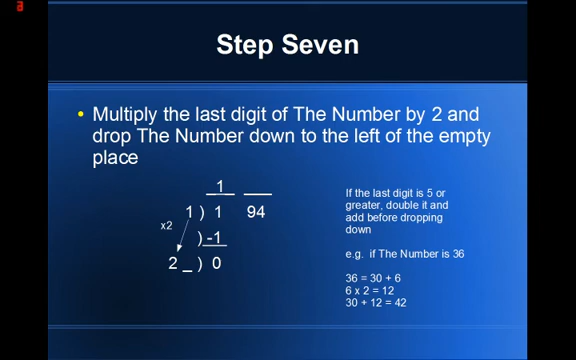 a
Step Seven
• Multiply the last digit of The Number by 2 and
drop The Number down to the left of the empty
place
1 __
1 ) 1 94
x2
) -1
2 _ ) 0
If the last digit is 5 or
greater, double it and
add before dropping
down
e.g. if The Number is 36
36 = 30 + 6
6 x 2 = 12
30 + 12 = 42